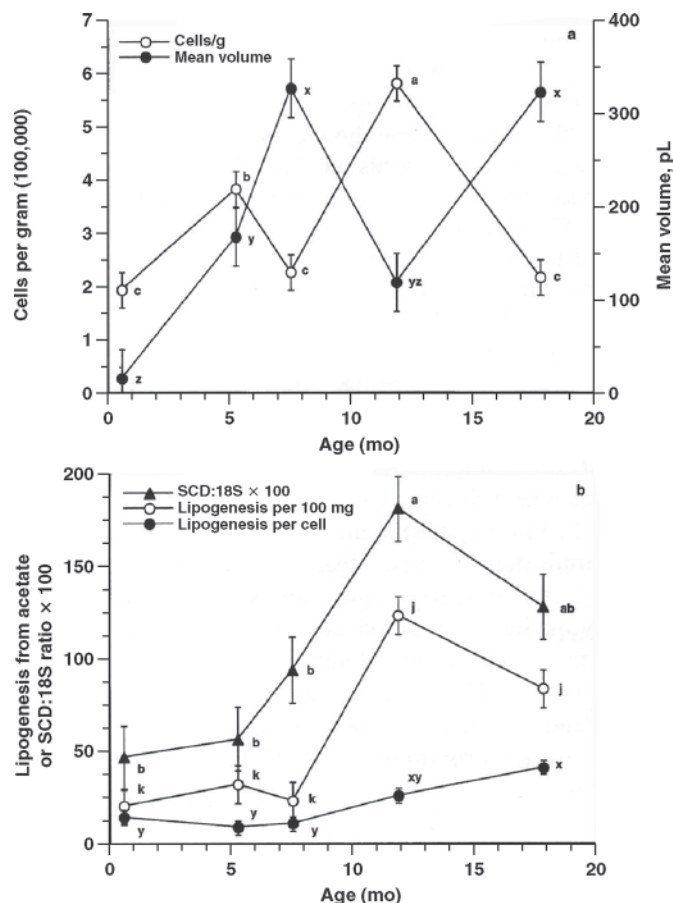 a
Cells/g
Mean volume
7
6
5
4
3
2
1
0
Cells per gram (100,000)
400
300
200
100
0
Mean volume, pL
c
z
b
y
x
c
a
yz
x
c
0
5
10
15
20
Age (mo)
b
SCD:18S × 100
Lipogenesis per 100 mg
Lipogenesis per cell
200
150
100
50
0
Lipogenesis from acetate
or SCD:18S ratio × 100
b
k
y
b
k
y
b
k
y
a
j
xy
ab
j
x
0
5
10
15
20
Age (mo)